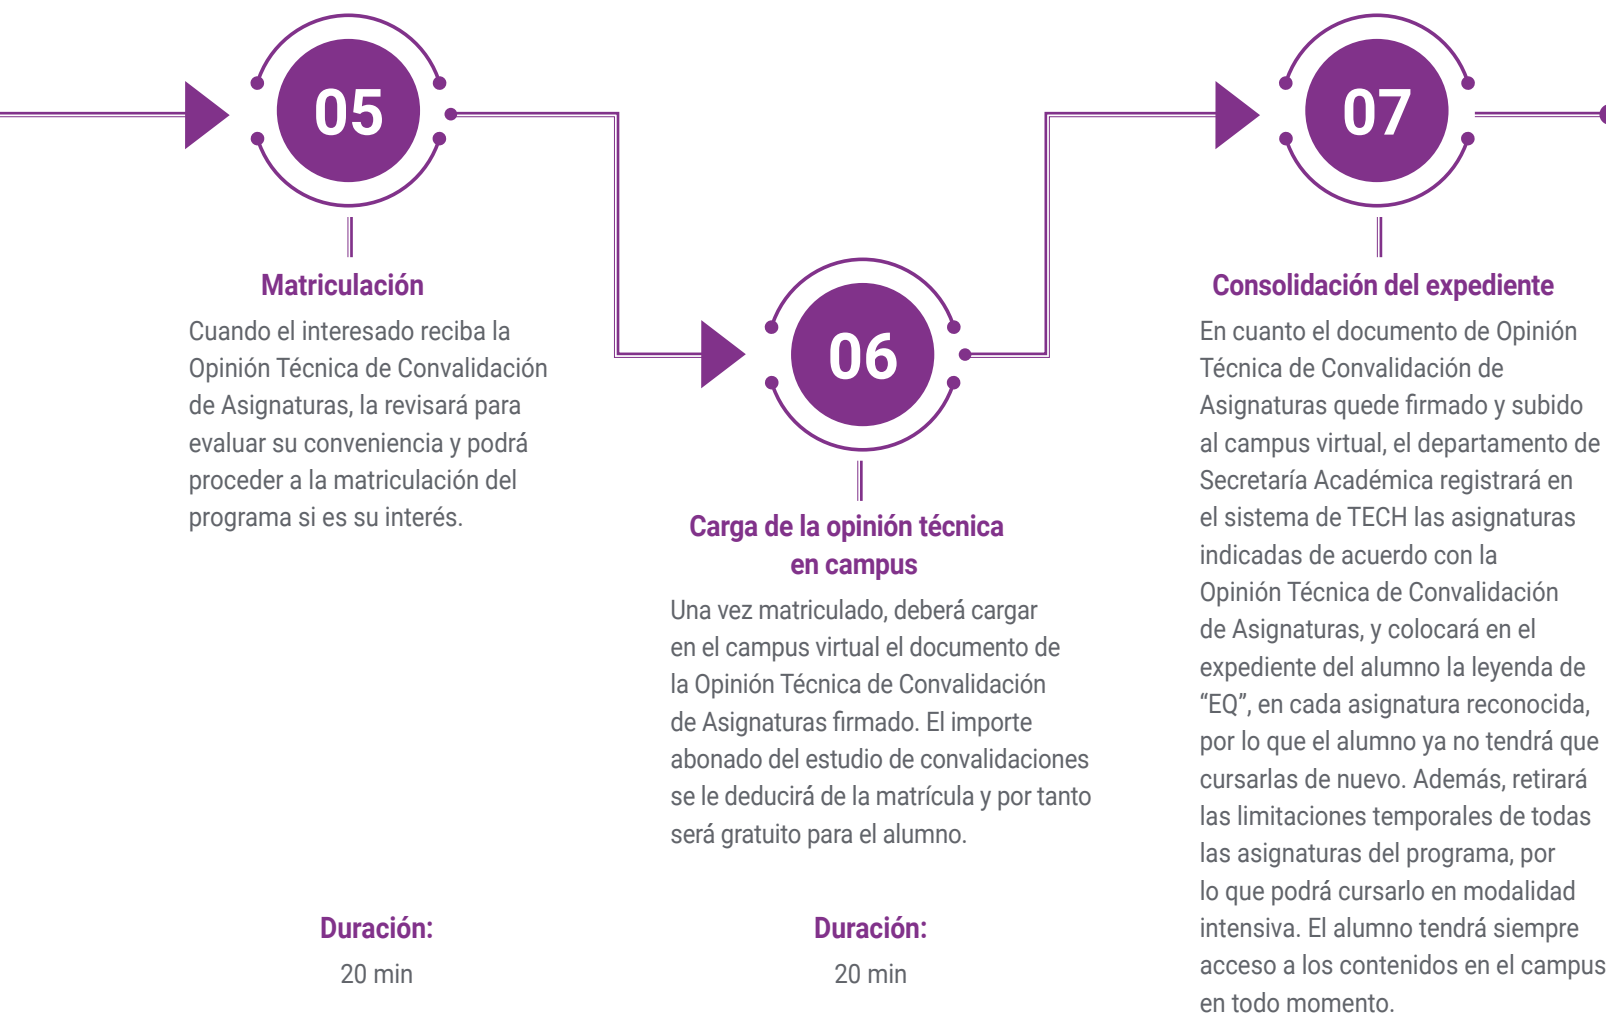 05
Matriculación
Cuando el interesado reciba la
Opinión Técnica de Convalidación
de Asignaturas, la revisará para
evaluar su conveniencia y podrá
proceder a la matriculación del
programa si es su interés.
Duración:
20 min
06
Carga de la opinión técnica
en campus
Una vez matriculado, deberá cargar
en el campus virtual el documento de
la Opinión Técnica de Convalidación
de Asignaturas firmado. El importe
abonado del estudio de convalidaciones
se le deducirá de la matrícula y por tanto
será gratuito para el alumno.
Duración:
20 min
07
Consolidación del expediente
En cuanto el documento de Opinión
Técnica de Convalidación de
Asignaturas quede firmado y subido
al campus virtual, el departamento de
Secretaría Académica registrará en
el sistema de TECH las asignaturas
indicadas de acuerdo con la
Opinión Técnica de Convalidación
de Asignaturas, y colocará en el
expediente del alumno la leyenda de
“EQ”, en cada asignatura reconocida,
por lo que el alumno ya no tendrá que
cursarlas de nuevo. Además, retirará
las limitaciones temporales de todas
las asignaturas del programa, por
lo que podrá cursarlo en modalidad
intensiva. El alumno tendrá siempre
acceso a los contenidos en el campus
en todo momento.